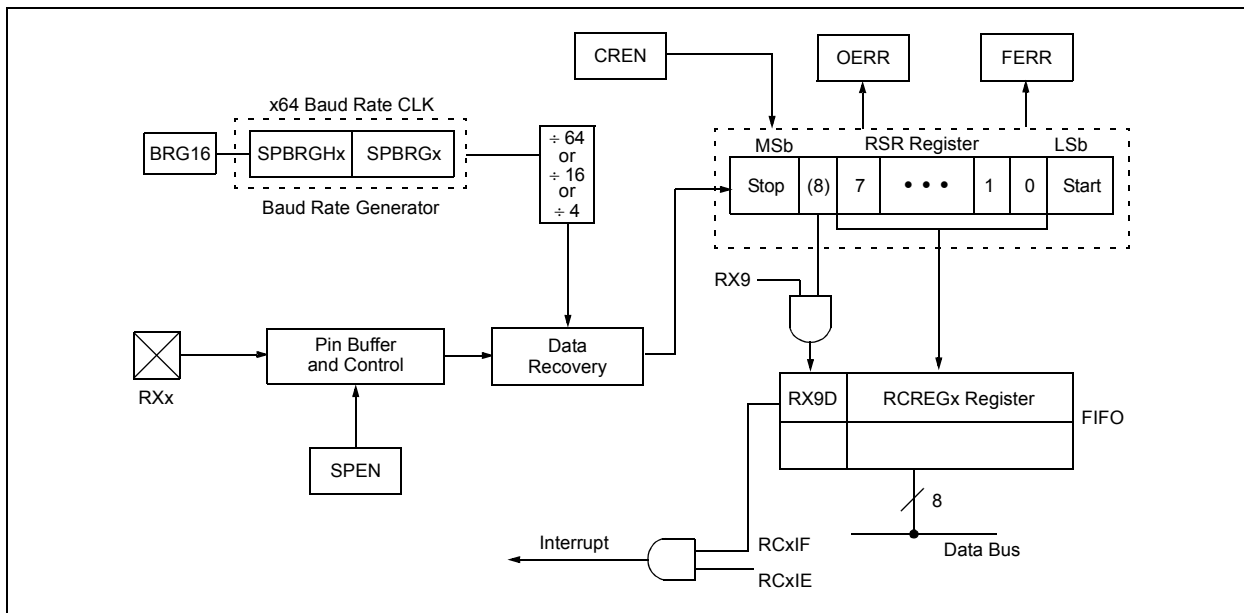 CREN
OERR
FERR
x64 Baud Rate CLK
BRG16
SPBRGHx
SPBRGx
Baud Rate Generator
÷ 64
or
÷ 16
or
÷ 4
MSb
RSR Register
LSb
Stop
(8)
7
• • •
1
0
Start
RX9
Pin Buffer
and Control
Data
Recovery
RXx
SPEN
RX9D
RCREGx Register
FIFO
8
Data Bus
Interrupt
RCxIF
RCxIE